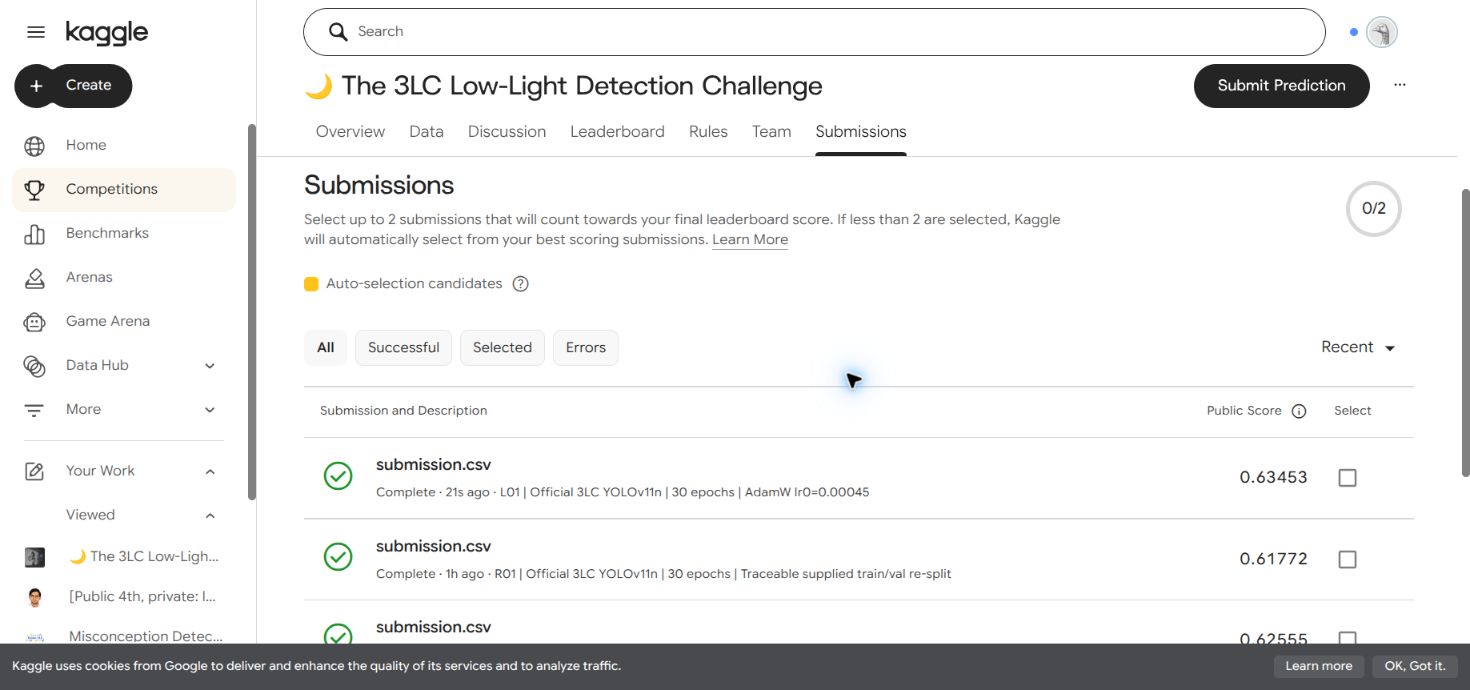 kaggle
Search
Create
🌙 The 3LC Low-Light Detection Challenge
Submit Prediction
Overview
Data
Discussion
Leaderboard
Rules
Team
Submissions
Home
Competitions
Benchmarks
Arenas
Game Arena
Data Hub
More
Your Work
Viewed
🌙 The 3LC Low-Ligh...
[Public 4th, private: I...
Misconception Detec...
Submissions
0/2
Select up to 2 submissions that will count towards your final leaderboard score. If less than 2 are selected, Kaggle
will automatically select from your best scoring submissions. Learn More
Auto-selection candidates ?
All
Successful
Selected
Errors
Recent
Submission and Description
Public Score
Select
submission.csv
Complete · 21s ago · L01 | Official 3LC YOLOv11n | 30 epochs | AdamW lr0=0.00045
0.63453
submission.csv
Complete · 1h ago · R01 | Official 3LC YOLOv11n | 30 epochs | Traceable supplied train/val re-split
0.61772
submission.csv
0.62555
Kaggle uses cookies from Google to deliver and enhance the quality of its services and to analyze traffic.
Learn more
OK, Got it.